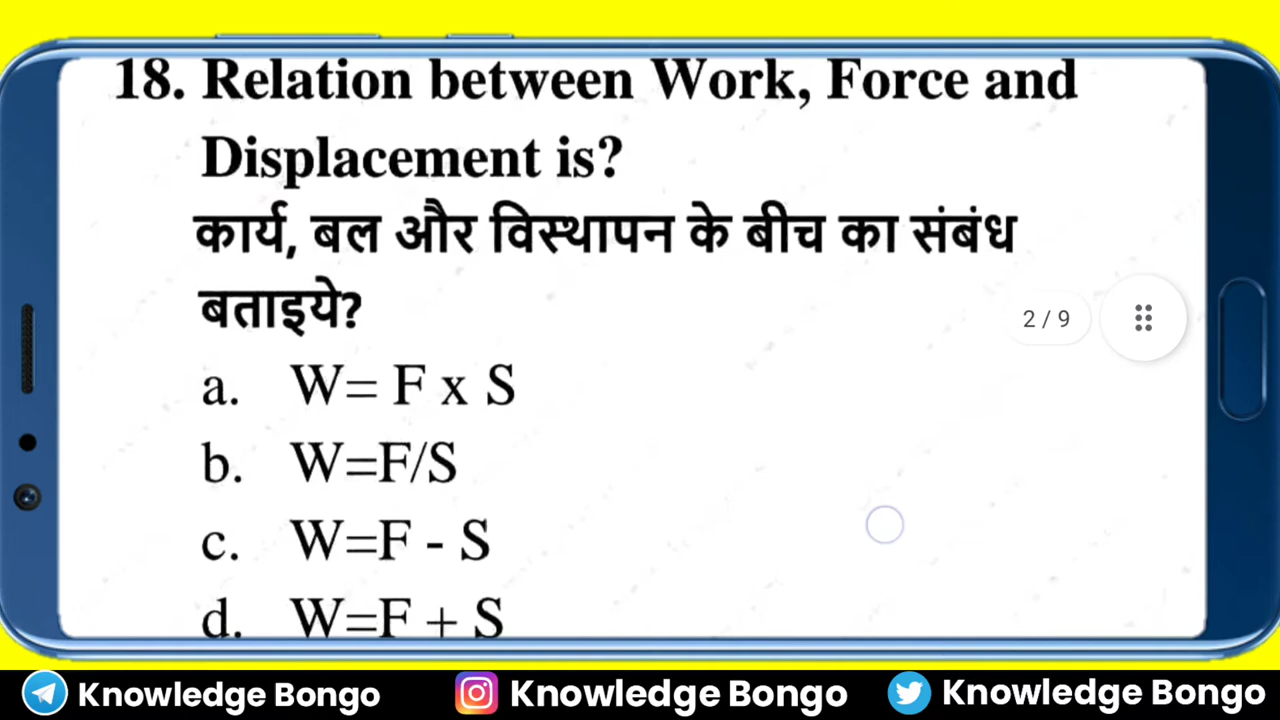 18. Relation between Work, Force and
Displacement is?
कार्य, बल और विस्थापन के बीच का संबंध
बताइये?
2 / 9
a. W= F x S
b. W=F/S
c. W=F - S
d. W=F + S
Knowledge Bongo Knowledge Bongo Knowledge Bongo